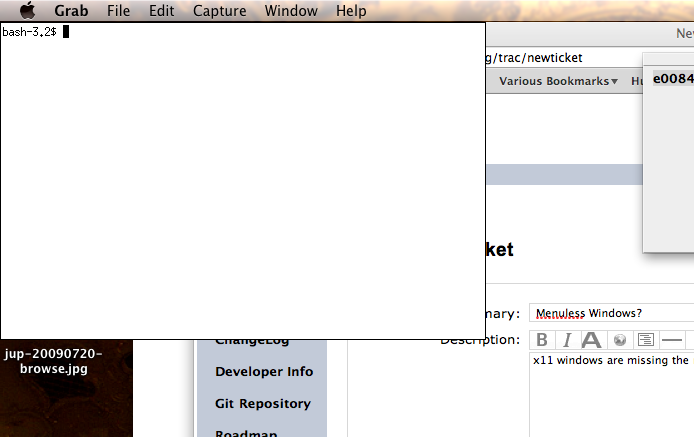 Grab File Edit Capture Window Help
bash-3.2$
Ne
g/trac/newticket
Various Bookmarks▾ Hu
e0084
ket
mary: Menuless Windows?
Description: B I A
x11 windows are missing the
ChangeLog
jup-20090720-
browse.jpg
Developer Info
Git Repository
Roadmap